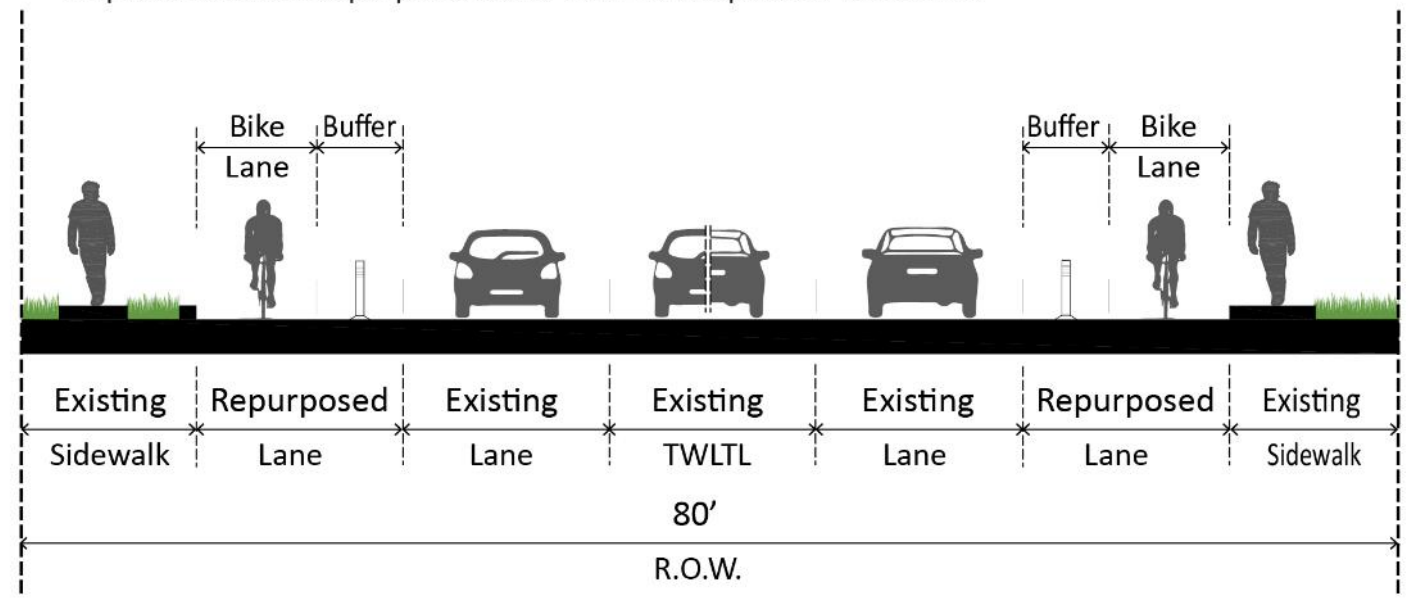 Bike Buffer
Lane
Buffer Bike
Lane
Existing Repurposed Existing Existing Existing Repurposed Existing
Sidewalk Lane Lane TWLTL Lane Lane Sidewalk
80’
R.O.W.